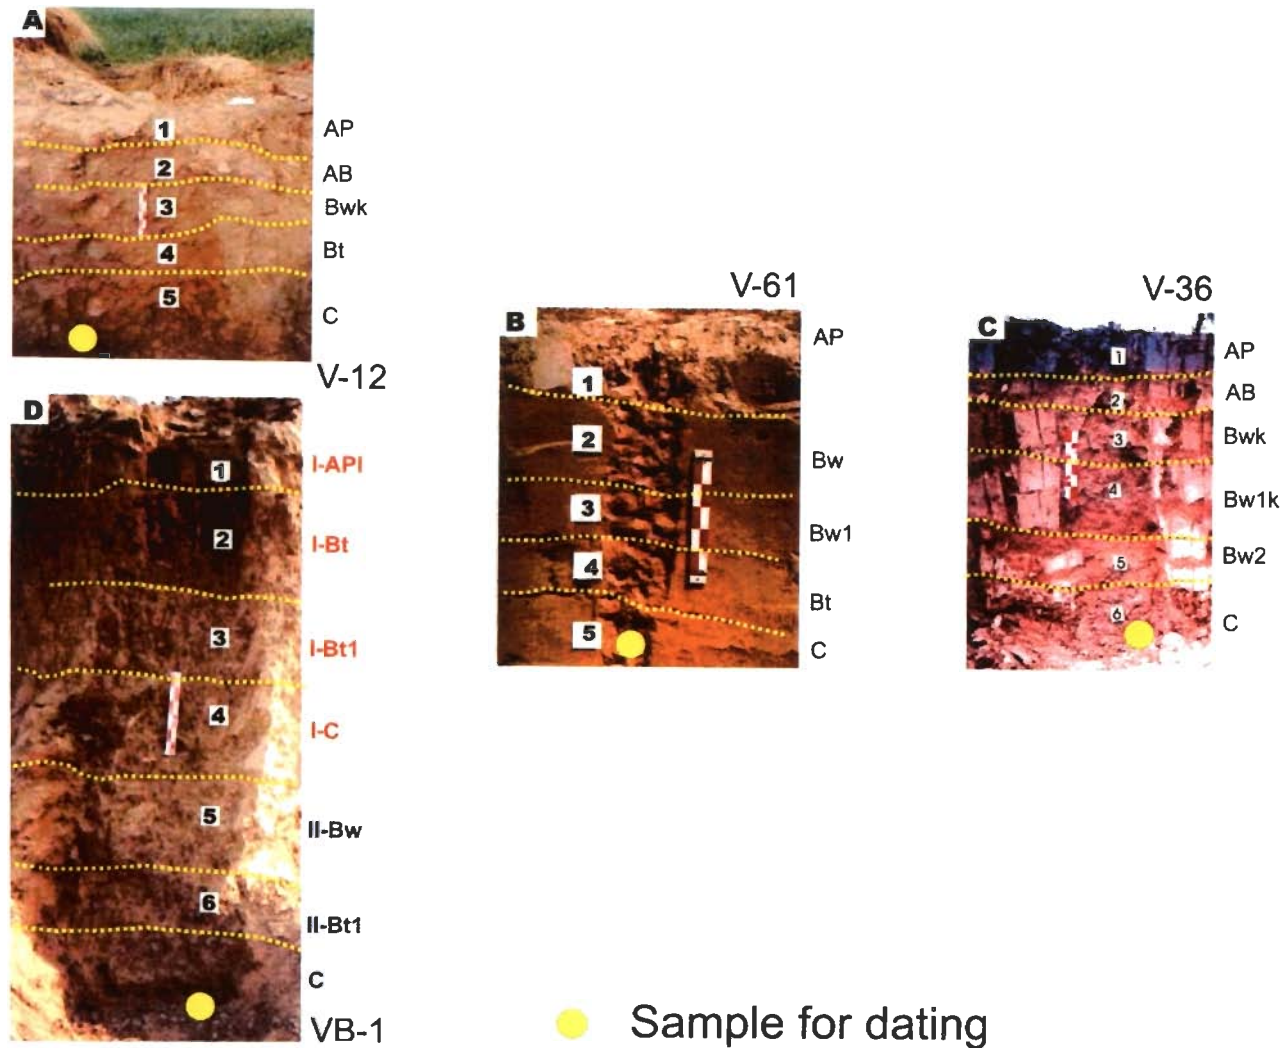 A
1
AP
2
AB
3
Bwk
4
Bt
5
C
V-12
V-61
B
AP
1
2
Bw
3
Bw1
4
Bt
5
C
V-36
C
1
AP
2
AB
3
Bwk
4
Bw1k
5
Bw2
6
C
D
1
I-API
2
I-Bt
3
I-Bt1
4
I-C
5
II-Bw
6
II-Bt1
C
VB-1
Sample for dating